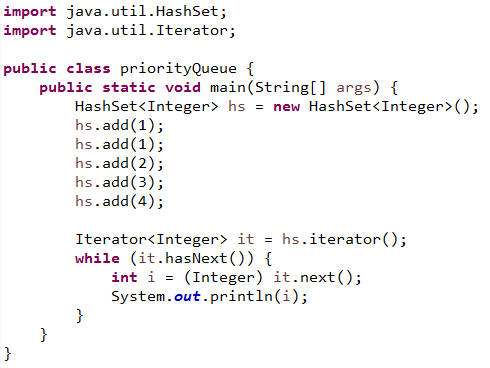 import java.util.HashSet;
import java.util.Iterator;

public class priorityQueue {
    public static void main(String[] args) {
        HashSet<Integer> hs = new HashSet<Integer>();
        hs.add(1);
        hs.add(1);
        hs.add(2);
        hs.add(3);
        hs.add(4);

        Iterator<Integer> it = hs.iterator();
        while (it.hasNext()) {
            int i = (Integer) it.next();
            System.out.println(i);
        }
    }
}